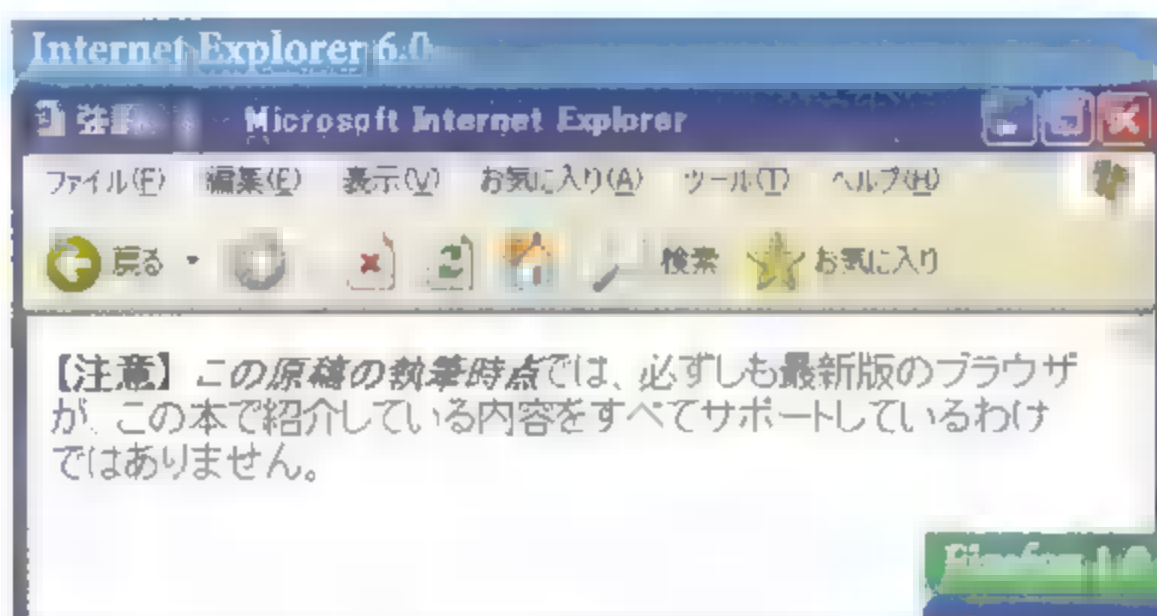 Internet Explorer 6.0
Microsoft Internet Explorer
ファイル(F) 編集(E) 表示(V) お気に入り(A) ツール(T) ヘルプ(H)
戻る 検索 お気に入り
【注意】この原稿の執筆時点では、必ずしも最新版のブラウザ
が、この本で紹介している内容をすべてサポートしているわけ
ではありません。